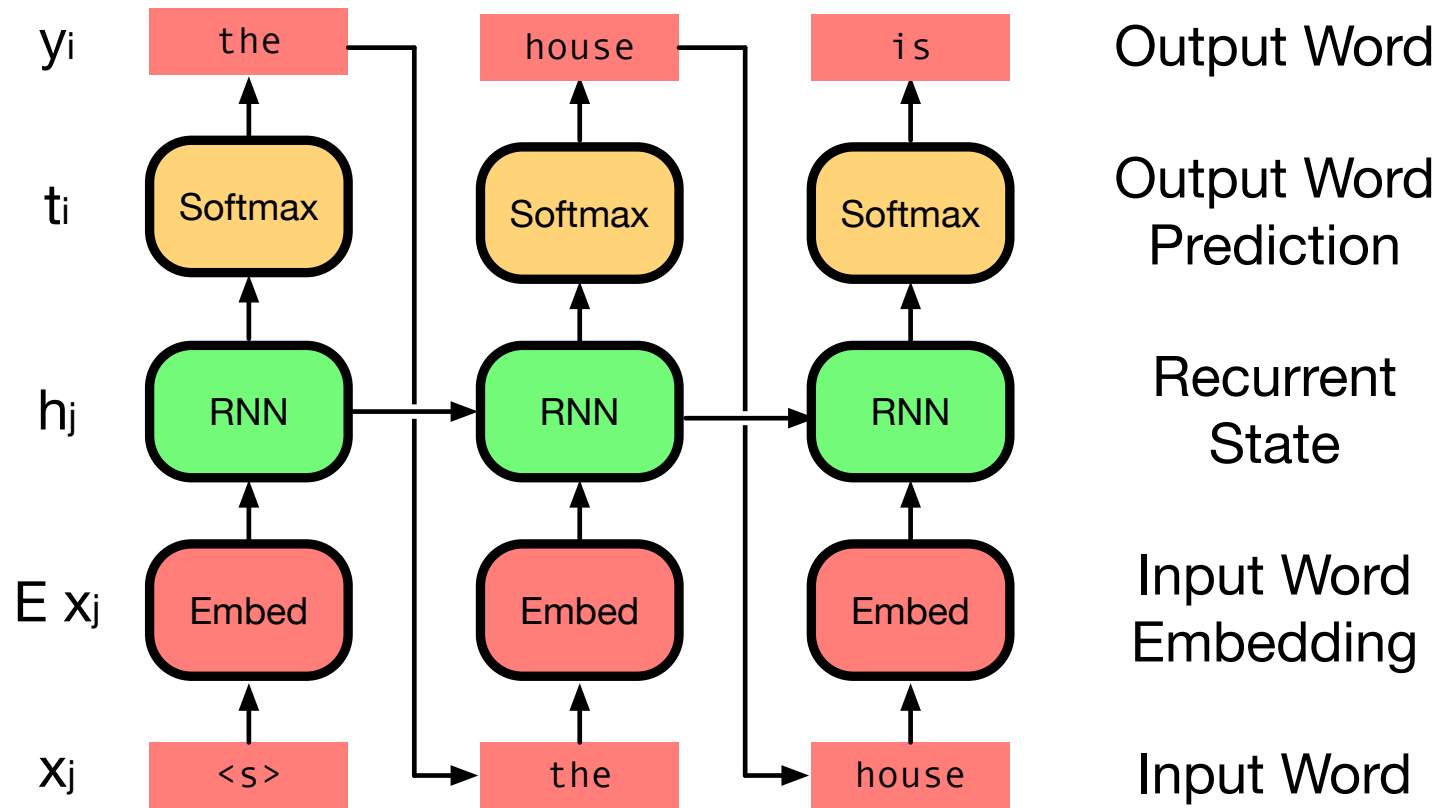 yi the house is Output Word
ti Softmax Softmax Softmax Output Word
Prediction
hj RNN RNN RNN Recurrent
State
E xj Embed Embed Embed Input Word
Embedding
xj <s> the house Input Word